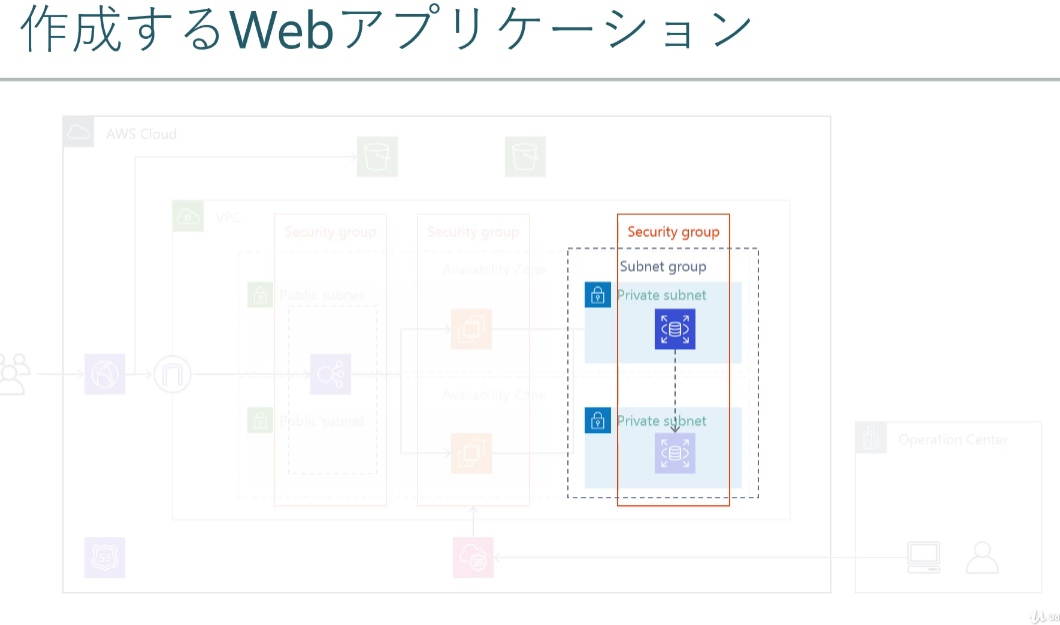 作成するWebアプリケーション
AWS Cloud
VPC
Security group
Security group
Security group
Availability Zone
Subnet group
Public subnet
Private subnet
Availability Zone
Public subnet
Private subnet
Operation Center
53